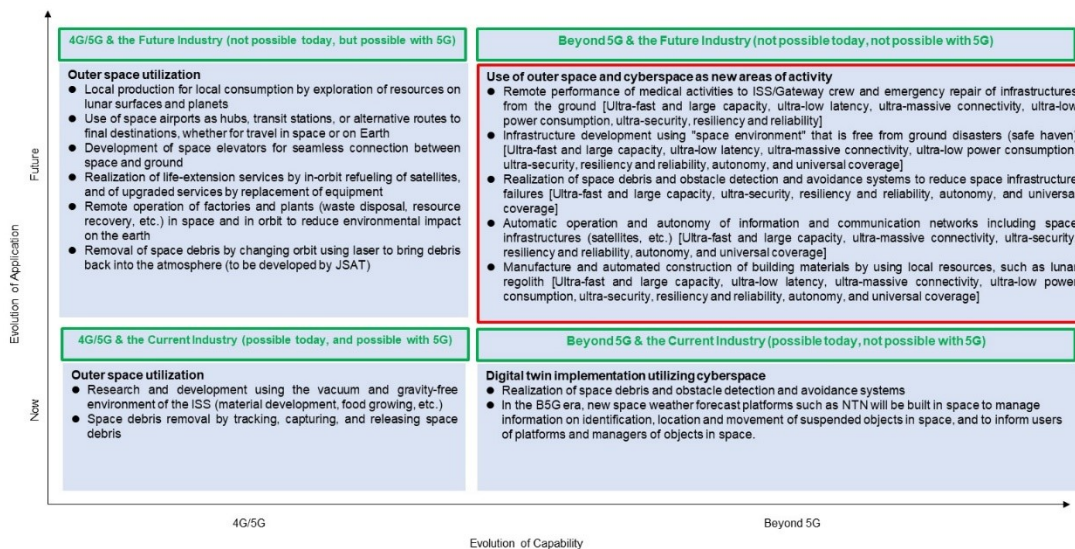 4G/5G & the Future Industry (not possible today, but possible with 5G)
Outer space utilization
● Local production for local consumption by exploration of resources on
lunar surfaces and planets
● Use of space airports as hubs, transit stations, or alternative routes to
final destinations, whether for travel in space or on Earth
● Development of space elevators for seamless connection between
space and ground
● Realization of life-extension services by in-orbit refueling of satellites,
and of upgraded services by replacement of equipment
● Remote operation of factories and plants (waste disposal, resource
recovery, etc.) in space and in orbit to reduce environmental impact
on the earth
● Removal of space debris by changing orbit using laser to bring debris
back into the atmosphere (to be developed by JSAT)
Beyond 5G & the Future Industry (not possible today, not possible with 5G)
Use of outer space and cyberspace as new areas of activity
● Remote performance of medical activities to ISS/Gateway crew and emergency repair of infrastructures
from the ground [Ultra-fast and large capacity, ultra-low latency, ultra-massive connectivity, ultra-low
power consumption, ultra-security, resiliency and reliability]
● Infrastructure development using "space environment" that is free from ground disasters (safe haven)
[Ultra-fast and large capacity, ultra-low latency, ultra-massive connectivity, ultra-low power consumption,
ultra-security, resiliency and reliability, autonomy, and universal coverage]
● Realization of space debris and obstacle detection and avoidance systems to reduce space infrastructure
failures [Ultra-fast and large capacity, ultra-security, resiliency and reliability, autonomy, and universal
coverage]
● Automatic operation and autonomy of information and communication networks including space
infrastructures (satellites, etc.) [Ultra-fast and large capacity, ultra-massive connectivity, ultra-security,
resiliency and reliability, autonomy, and universal coverage]
● Manufacture and automated construction of building materials by using local resources, such as lunar
regolith [Ultra-fast and large capacity, ultra-low latency, ultra-massive connectivity, ultra-low power
consumption, ultra-security, resiliency and reliability, autonomy, and universal coverage]
4G/5G & the Current Industry (possible today, and possible with 5G)
Outer space utilization
● Research and development using the vacuum and gravity-free
environment of the ISS (material development, food growing, etc.)
● Space debris removal by tracking, capturing, and releasing space
debris
Beyond 5G & the Current Industry (possible today, not possible with 5G)
Digital twin implementation utilizing cyberspace
● Realization of space debris and obstacle detection and avoidance systems
● In the B5G era, new space weather forecast platforms such as NTN will be built in space to manage
information on identification, location and movement of suspended objects in space, and to inform users
of platforms and managers of objects in space.
Evolution of Application
Future
Now
4G/5G
Beyond 5G
Evolution of Capability